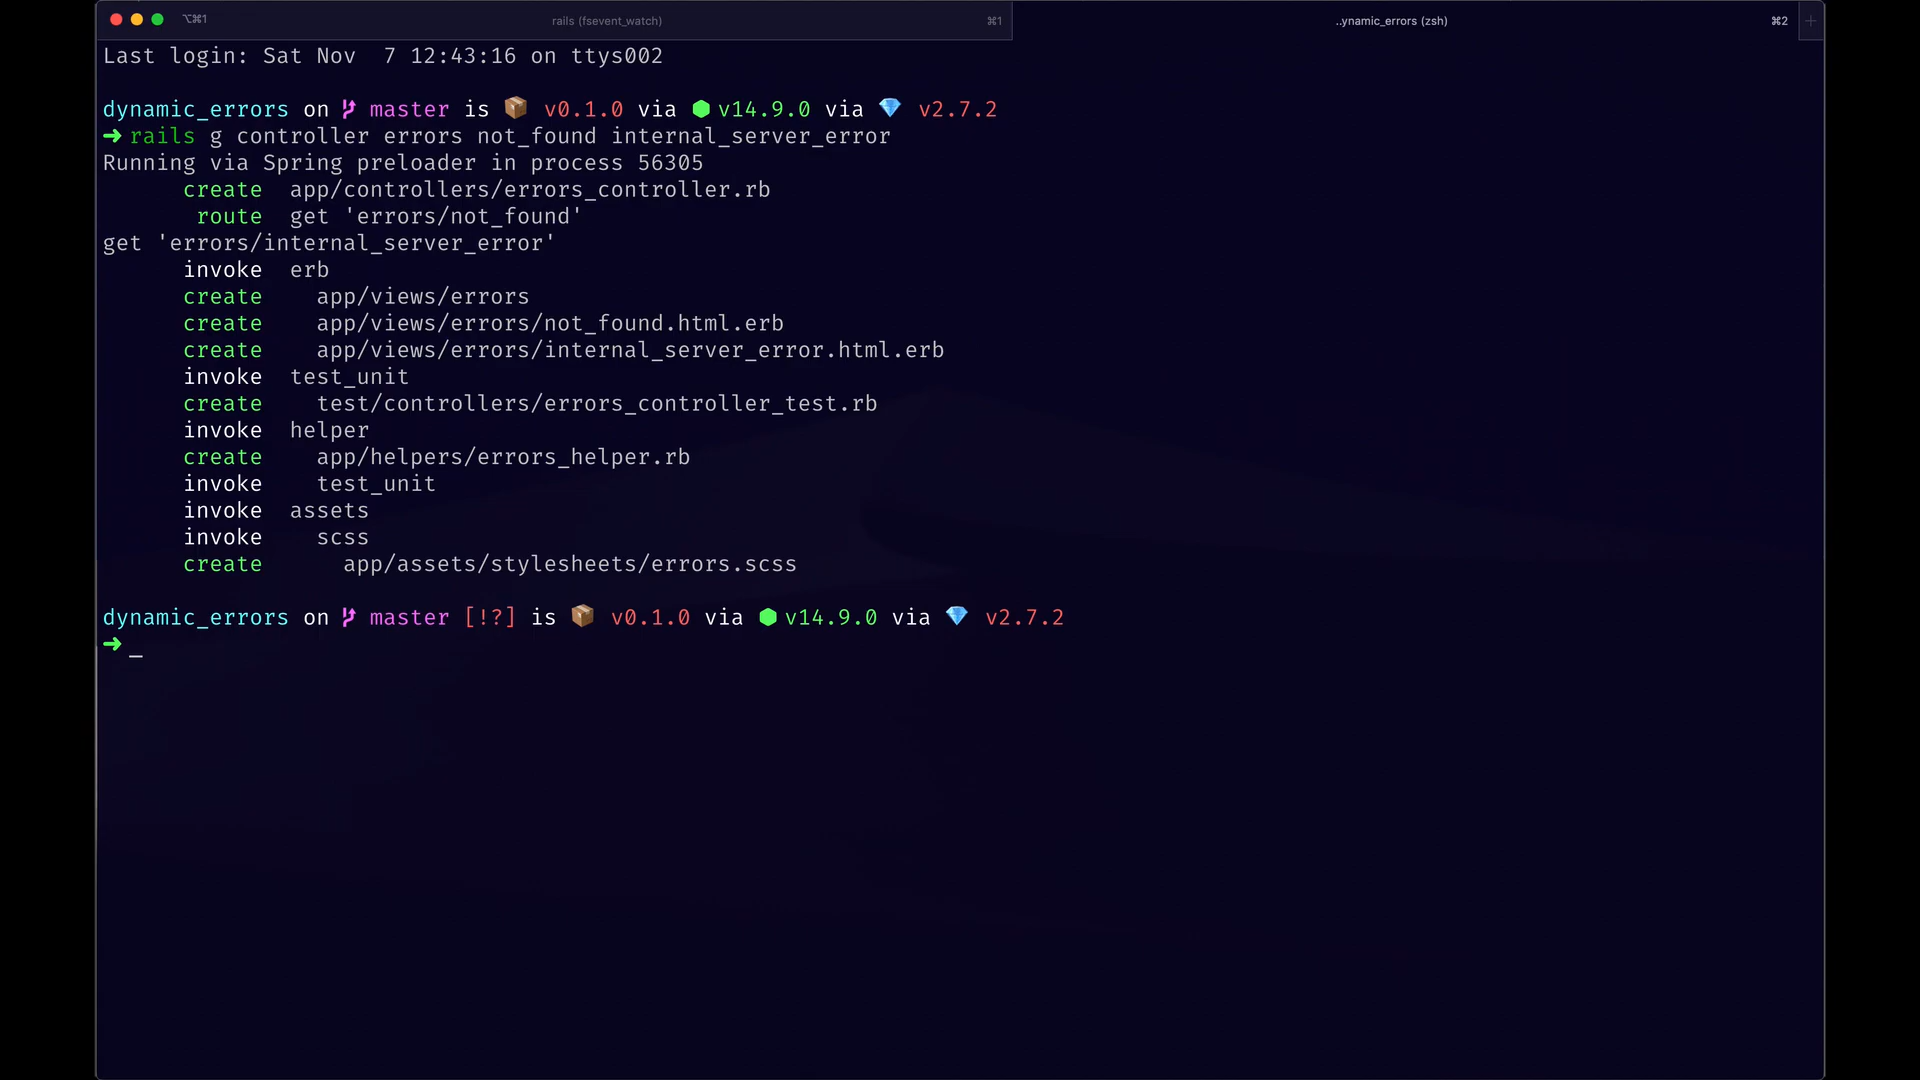 ⌥⌘1 rails (fsevent_watch) ⌘1 ..ynamic_errors (zsh) ⌘2 +
Last login: Sat Nov  7 12:43:16 on ttys002
dynamic_errors on master is 📦 v0.1.0 via ⬢ v14.9.0 via 💎 v2.7.2
➜ rails g controller errors not_found internal_server_error
Running via Spring preloader in process 56305
      create  app/controllers/errors_controller.rb
       route  get 'errors/not_found'
get 'errors/internal_server_error'
      invoke  erb
      create    app/views/errors
      create    app/views/errors/not_found.html.erb
      create    app/views/errors/internal_server_error.html.erb
      invoke  test_unit
      create    test/controllers/errors_controller_test.rb
      invoke  helper
      create    app/helpers/errors_helper.rb
      invoke    test_unit
      invoke  assets
      invoke    scss
      create      app/assets/stylesheets/errors.scss
dynamic_errors on master [!?] is 📦 v0.1.0 via ⬢ v14.9.0 via 💎 v2.7.2
➜ _